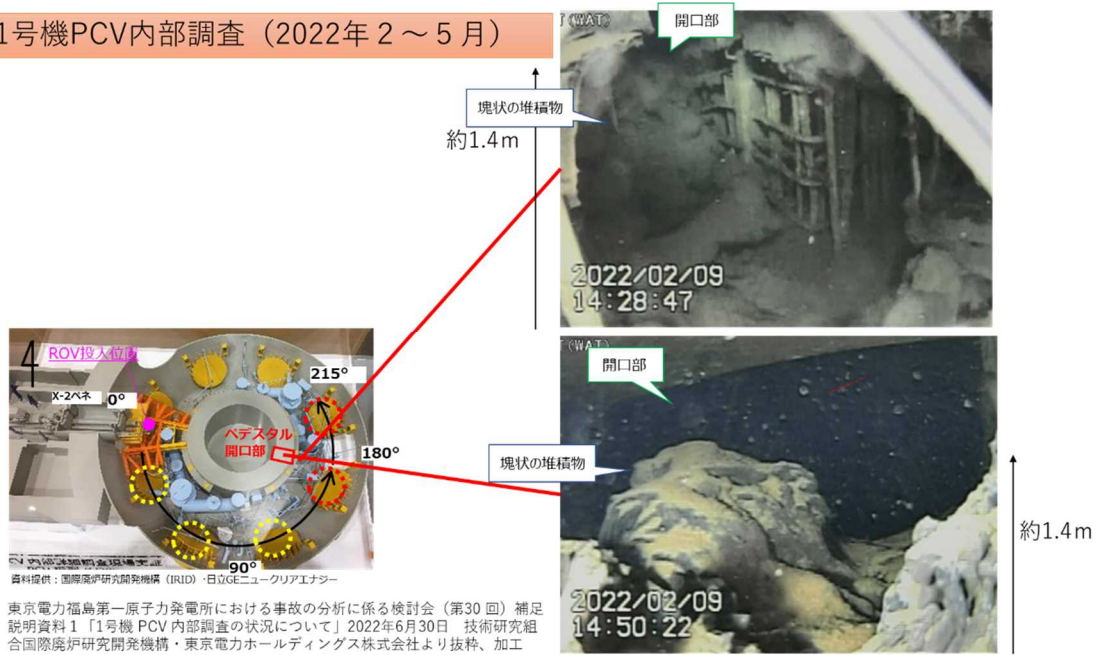 1号機PCV内部調査（2022年２～５月）
開口部
塊状の堆積物
約1.4ｍ
2022/02/09
14:28:47
ROV投入位置
X-2ペネ
0°
215°
ペデスタル
開口部
180°
90°
開口部
塊状の堆積物
約1.4ｍ
2022/02/09
14:50:22
資料提供：国際廃炉研究開発機構（IRID）･日立GEニュークリアエナジー
東京電力福島第一原子力発電所における事故の分析に係る検討会（第30 回）補足
説明資料１「1号機 PCV 内部調査の状況について」2022年6月30日　技術研究組
合国際廃炉研究開発機構・東京電力ホールディングス株式会社より抜粋、加工